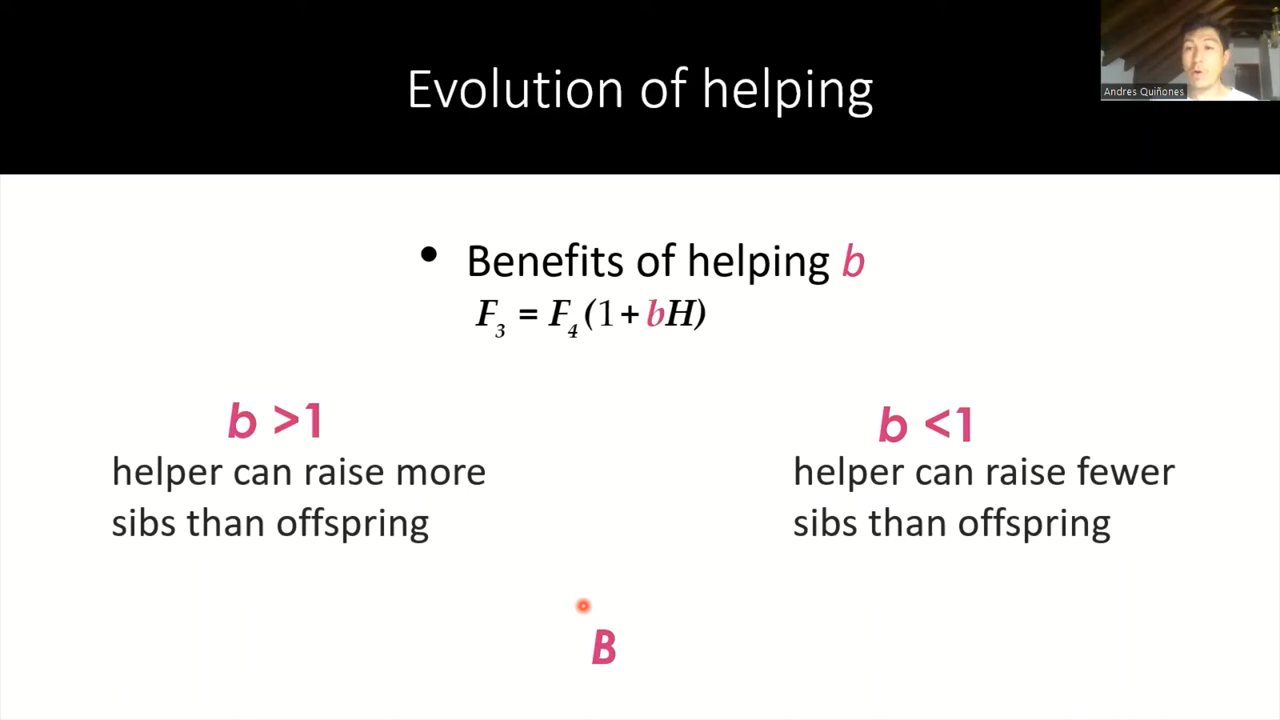 Evolution of helping
Andres Quiñones
• Benefits of helping b
F₃ = F₄ (1 + bH)
b >1
helper can raise more
sibs than offspring
b <1
helper can raise fewer
sibs than offspring
B